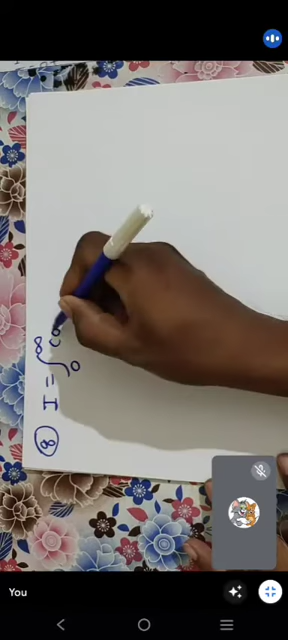 ⑧ I = ∫₀^∞ co
You